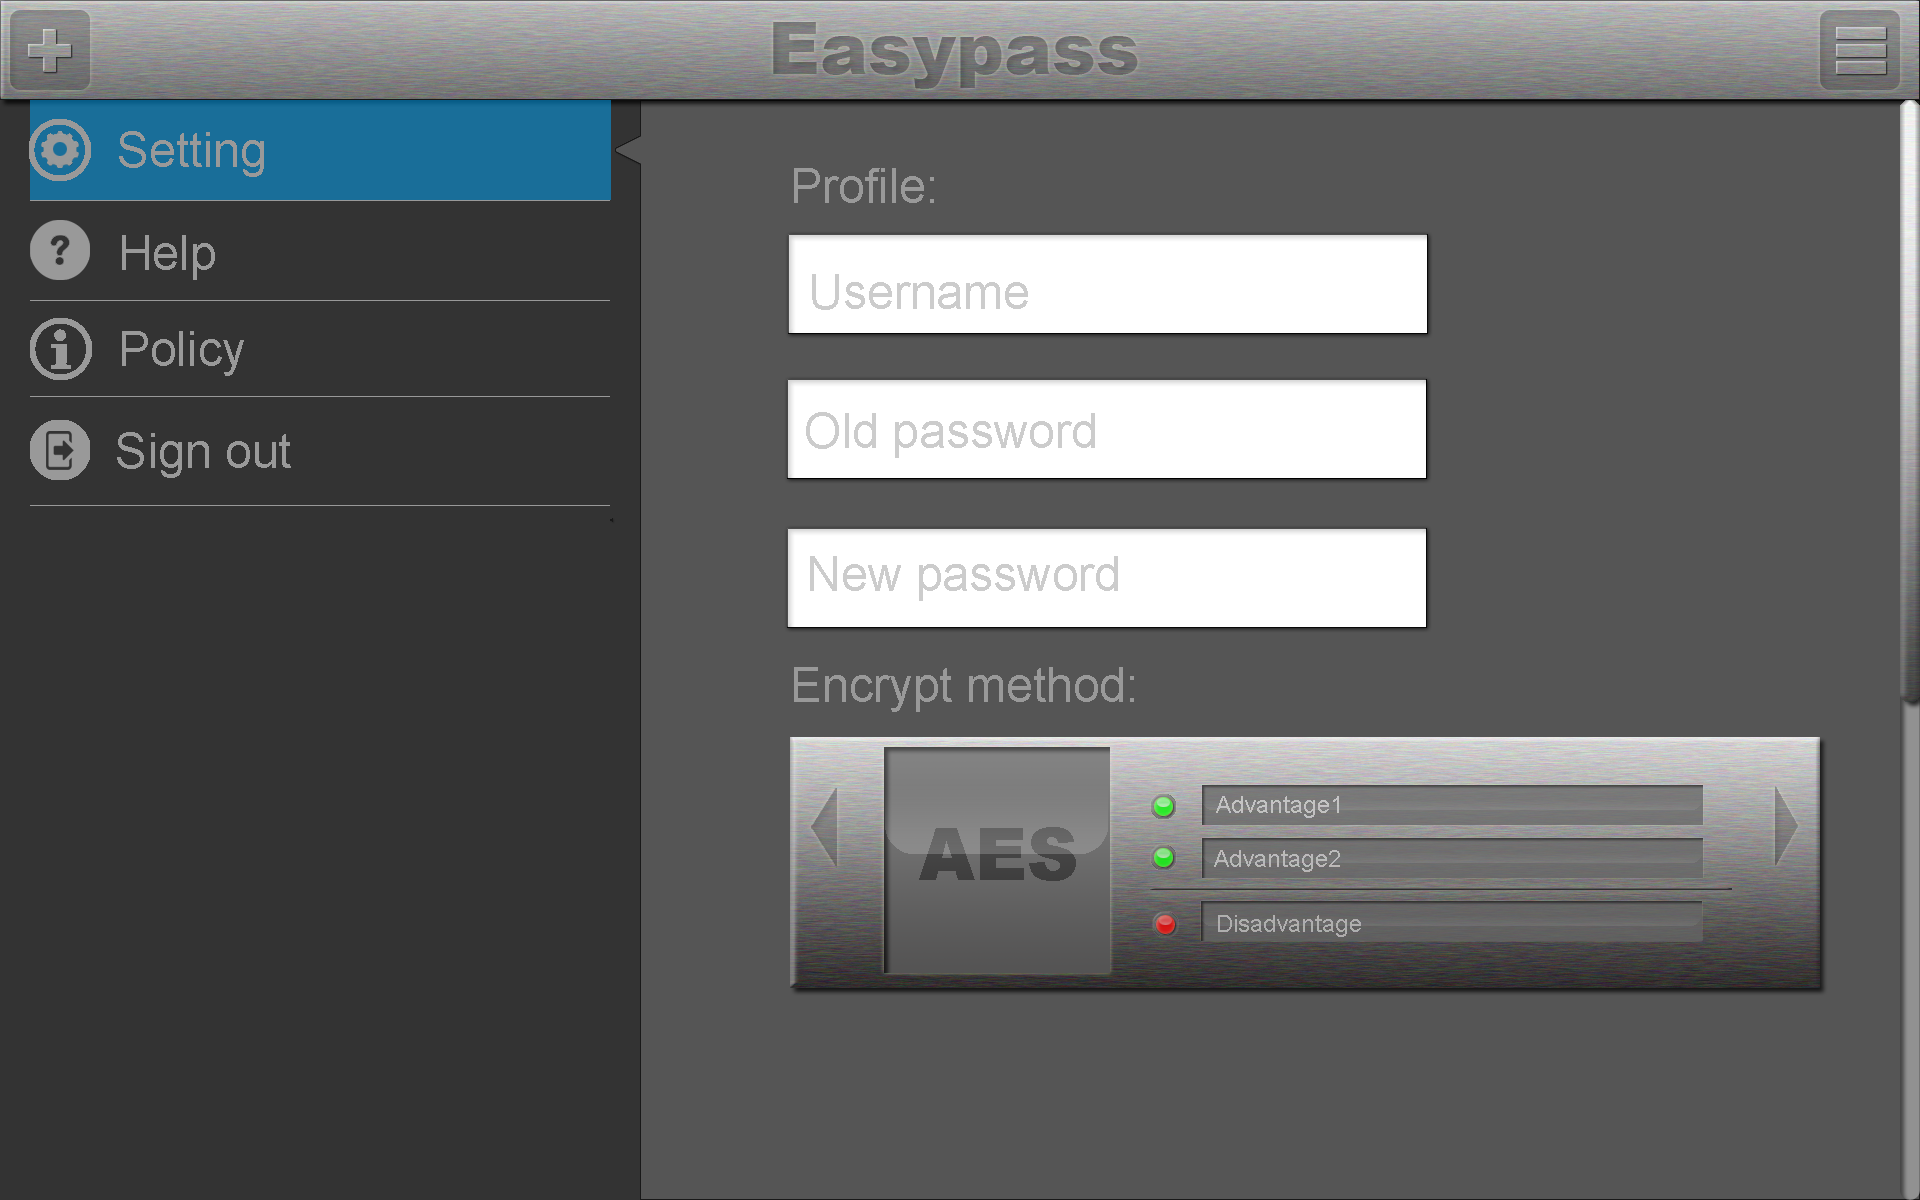 Easypass
Setting
Help
Policy
Sign out
Profile:
Username
Old password
New password
Encrypt method:
AES
Advantage1
Advantage2
Disadvantage